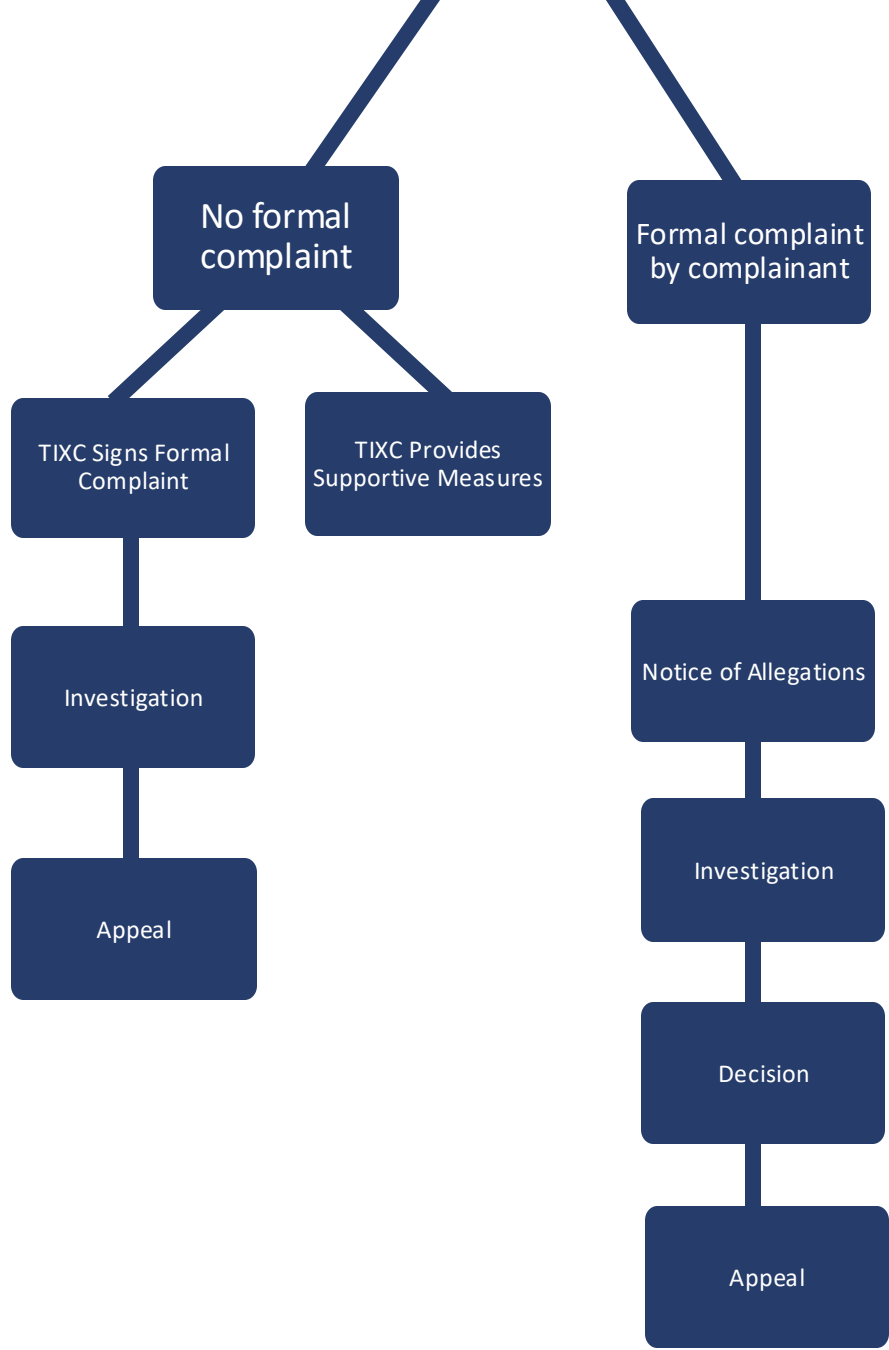 No formal
complaint
Formal complaint
by complainant
TIXC Signs Formal
Complaint
TIXC Provides
Supportive Measures
Notice of Allegations
Investigation
Investigation
Appeal
Decision
Appeal